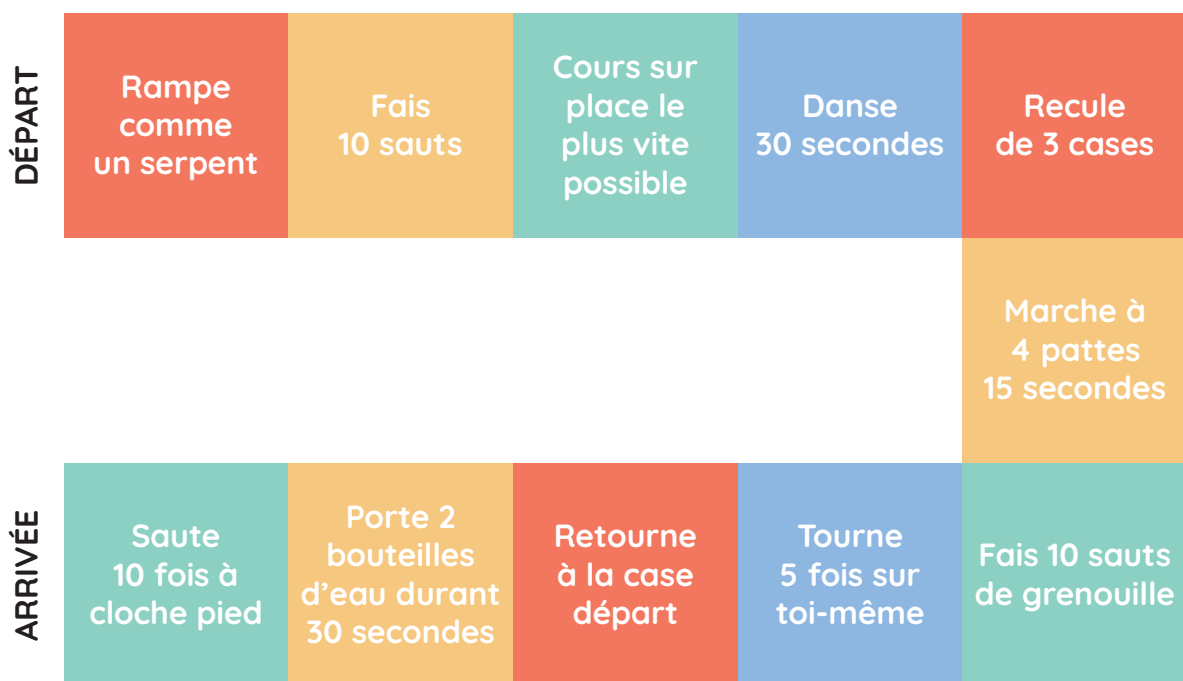 DÉPART
Rampe
comme
un serpent
Fais
10 sauts
Cours sur
place le
plus vite
possible
Danse
30 secondes
Recule
de 3 cases
Marche à
4 pattes
15 secondes
Fais 10 sauts
de grenouille
Tourne
5 fois sur
toi-même
Retourne
à la case
départ
Porte 2
bouteilles
d’eau durant
30 secondes
Saute
10 fois à
cloche pied
ARRIVÉE